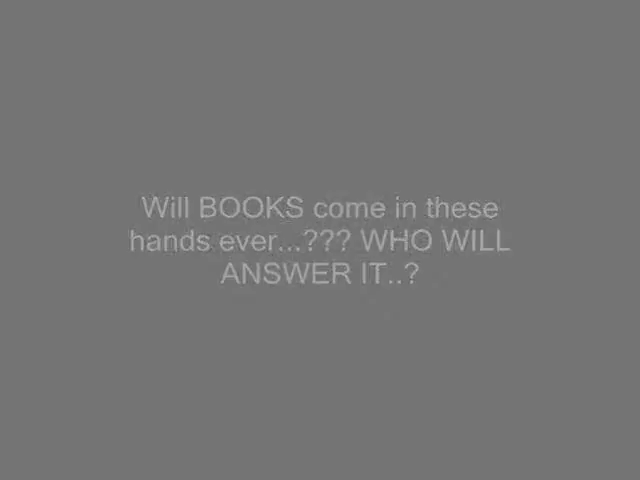 Will BOOKS come in these
hands ever...??? WHO WILL
ANSWER IT..?